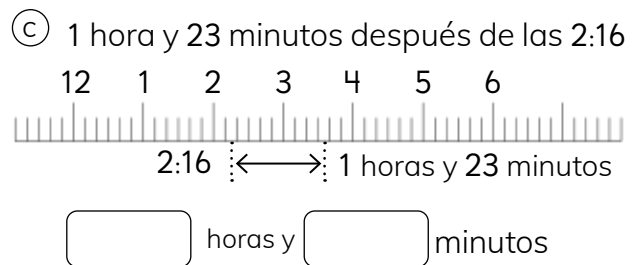 c 1 hora y 23 minutos después de las 2:16
12 1 2 3 4 5 6
2:16 1 horas y 23 minutos
horas y minutos